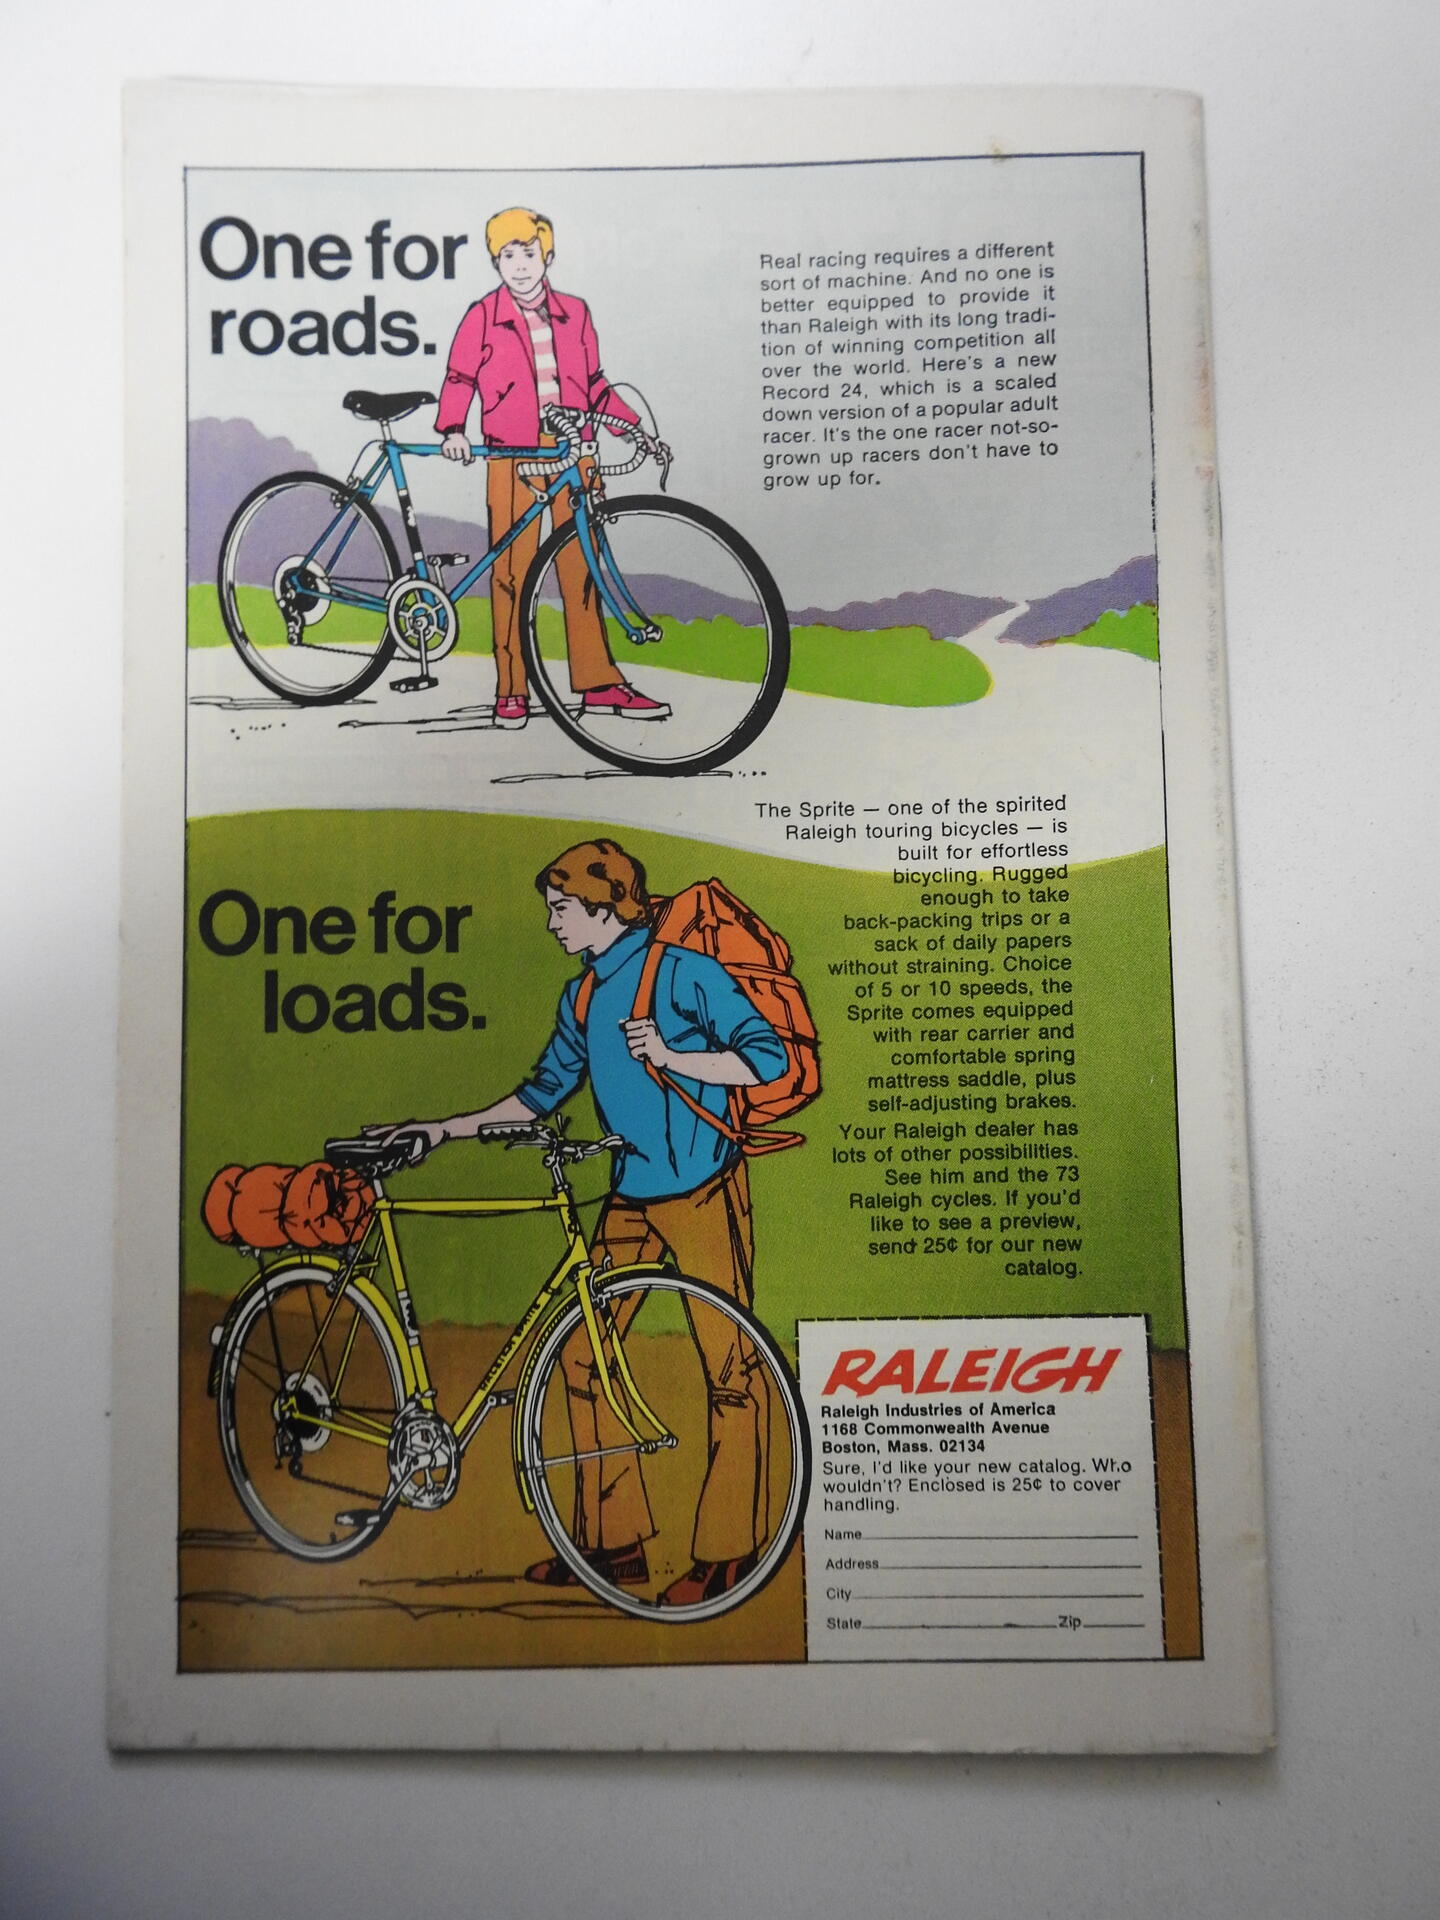 One for
roads.
Real racing requires a different
sort of machine. And no one is
better equipped to provide it
than Raleigh with its long tradi-
tion of winning competition all
over the world. Here's a new
Record 24, which is a scaled
down version of a popular adult
racer. It's the one racer not-so-
grown up racers don't have to
grow up for.
The Sprite — one of the spirited
Raleigh touring bicycles — is
built for effortless
bicycling. Rugged
enough to take
back-packing trips or a
sack of daily papers
without straining. Choice
of 5 or 10 speeds, the
Sprite comes equipped
with rear carrier and
comfortable spring
mattress saddle, plus
self-adjusting brakes.
Your Raleigh dealer has
lots of other possibilities.
See him and the 73
Raleigh cycles. If you'd
like to see a preview,
send 25¢ for our new
catalog.
One for
loads.
RALEIGH SPRITE
RALEIGH
Raleigh Industries of America
1168 Commonwealth Avenue
Boston, Mass. 02134
Sure, I'd like your new catalog. Who
wouldn't? Enclosed is 25¢ to cover
handling.
Name
Address
City
State Zip